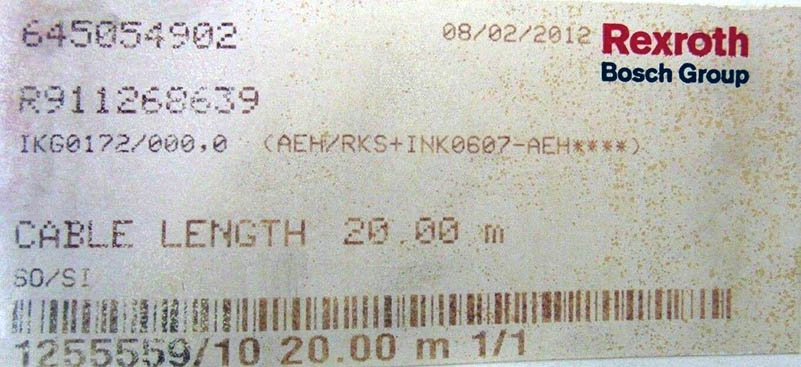 645054902
08/02/2012
Rexroth
Bosch Group
R911268639
IKG0172/000,0 (AEH/RKS+INK0607-AEH****)
CABLE LENGTH 20.00 m
SO/SI
1255559/10 20.00 m 1/1